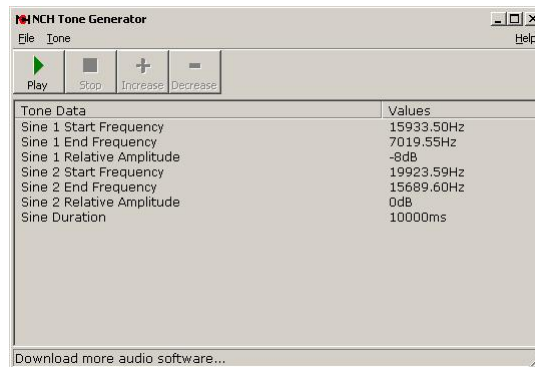 NCH Tone Generator
File Tone Help
Play Stop Increase Decrease
Tone Data Values
Sine 1 Start Frequency 15933.50Hz
Sine 1 End Frequency 7019.55Hz
Sine 1 Relative Amplitude -8dB
Sine 2 Start Frequency 19923.59Hz
Sine 2 End Frequency 15689.60Hz
Sine 2 Relative Amplitude 0dB
Sine Duration 10000ms
Download more audio software...